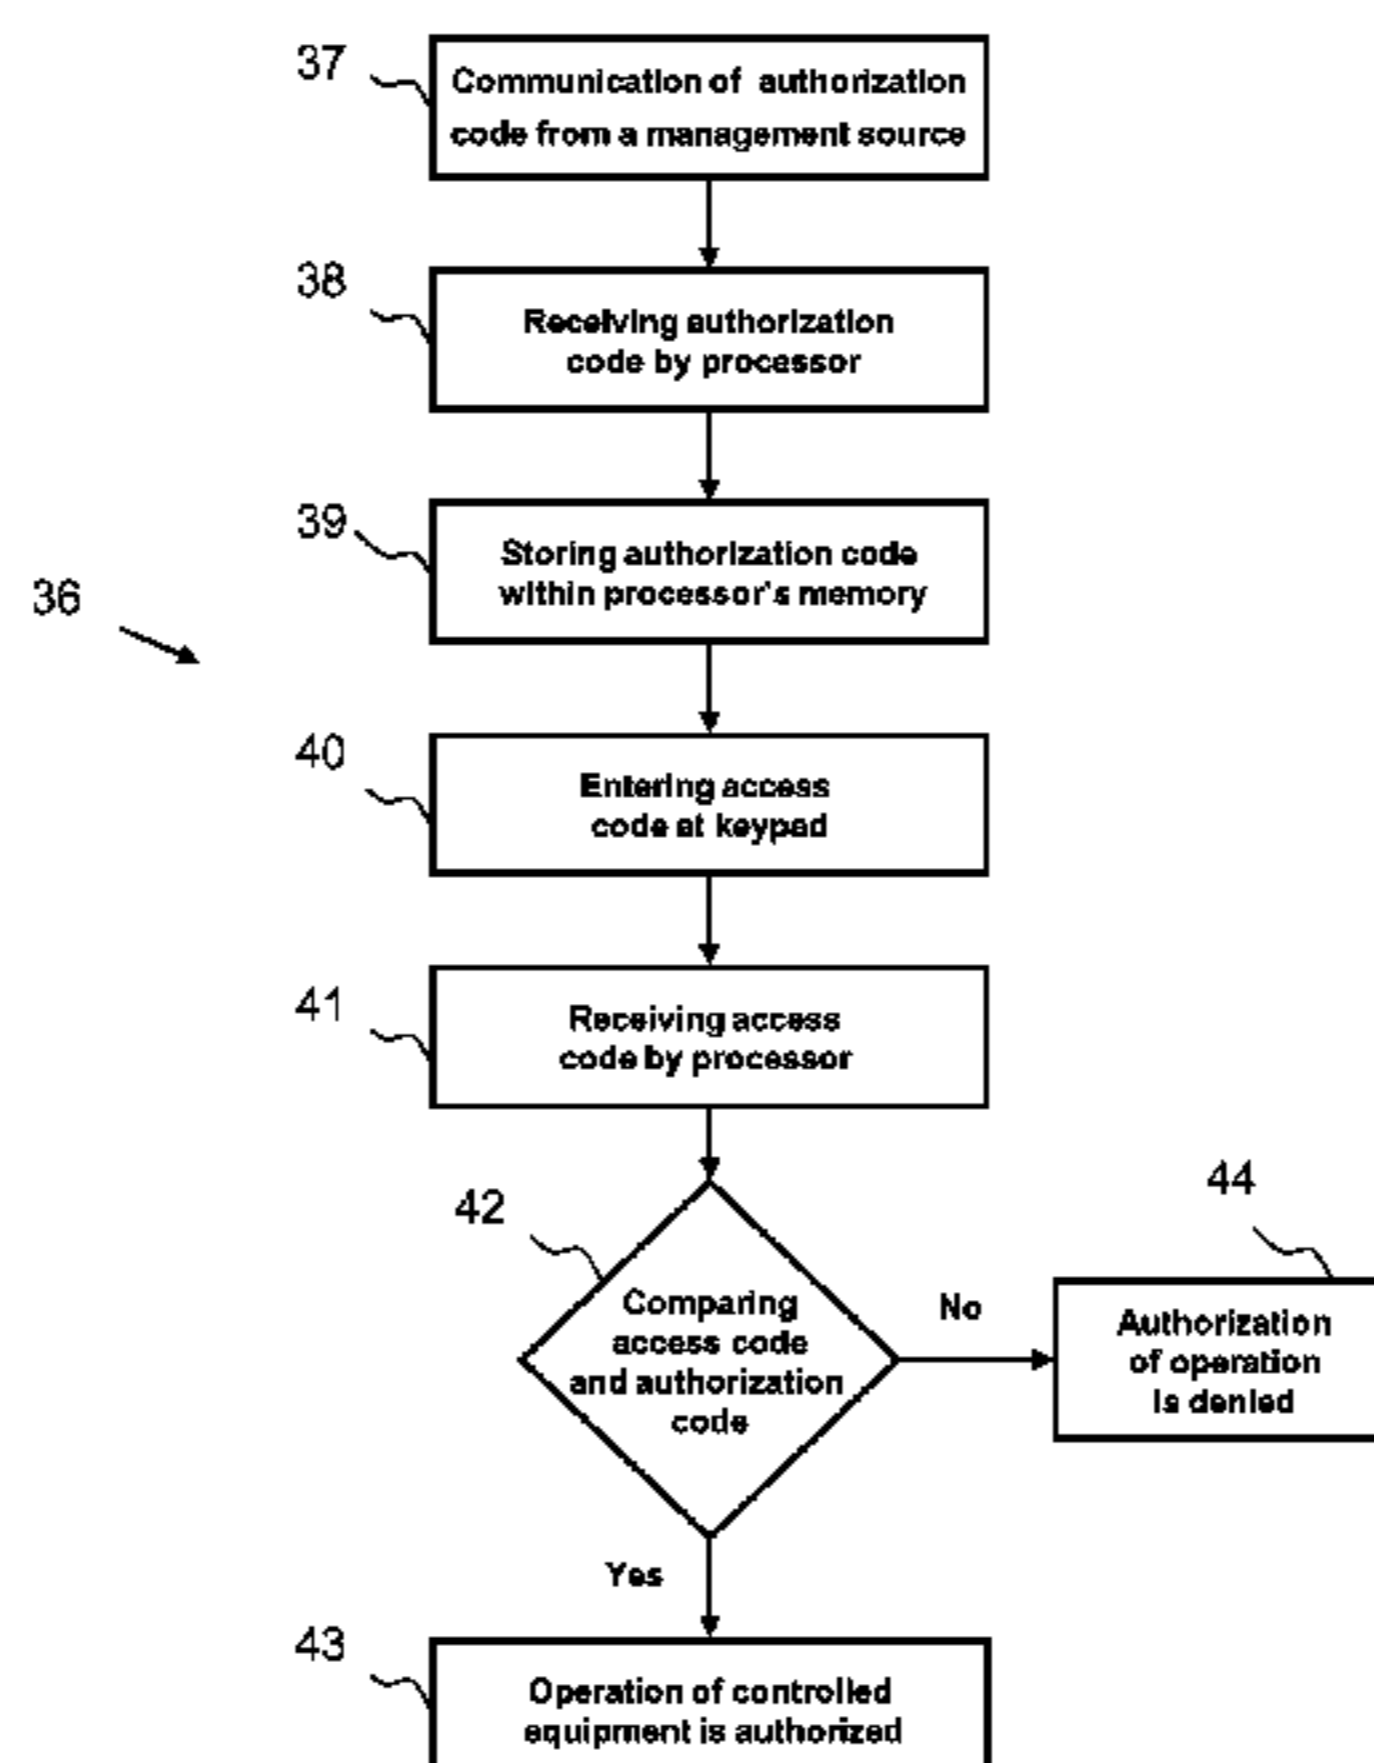 37
Communication of authorization
code from a management source
38
Receiving authorization
code by processor
39
Storing authorization code
within processor's memory
36
40
Entering access
code at keypad
41
Receiving access
code by processor
42
Comparing
access code
and authorization
code
No
44
Authorization
of operation
is denied
Yes
43
Operation of controlled
equipment is authorized